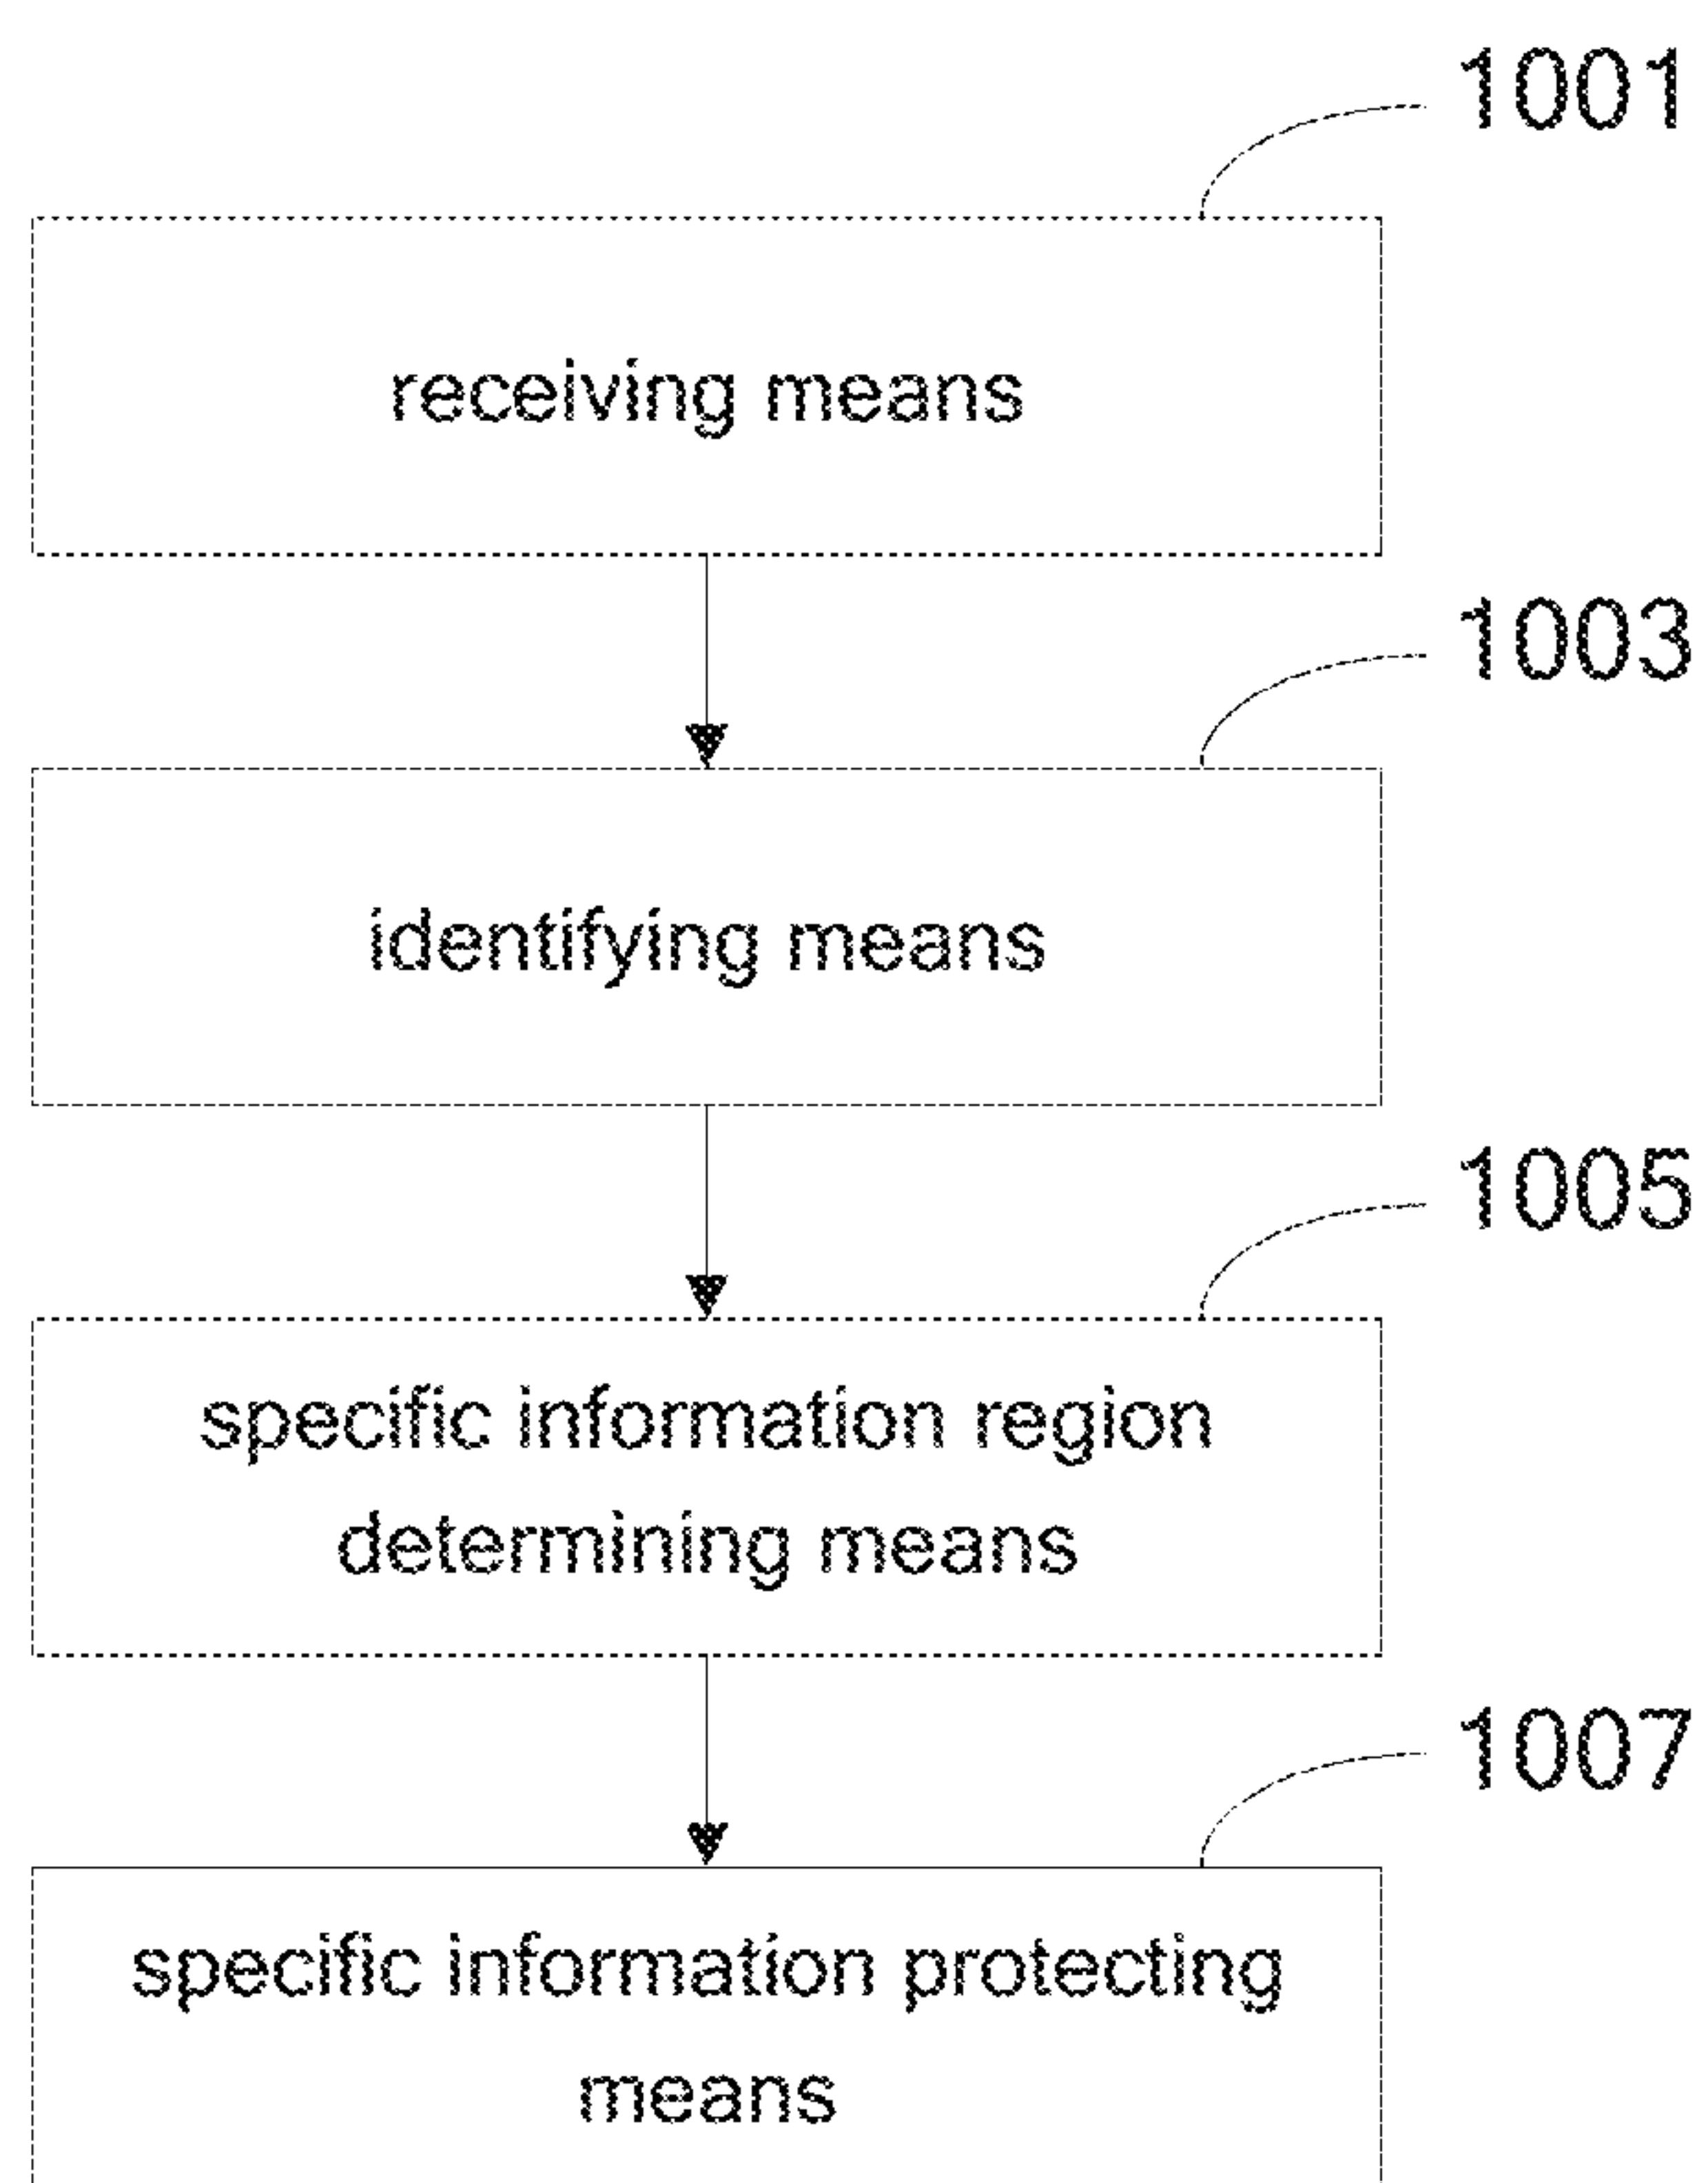 1001
receiving means
1003
identifying means
1005
specific information region
determining means
1007
specific information protecting
means